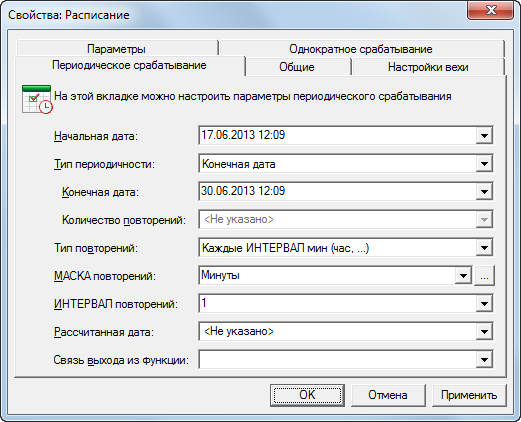 Свойства: Расписание
Параметры
Однократное срабатывание
Периодическое срабатывание
Общие
Настройки вехи
На этой вкладке можно настроить параметры периодического срабатывания
Начальная дата: 17.06.2013 12:09
Тип периодичности: Конечная дата
Конечная дата: 30.06.2013 12:09
Количество повторений: <Не указано>
Тип повторений: Каждые ИНТЕРВАЛ мин (час, ...)
МАСКА повторений: Минуты ...
ИНТЕРВАЛ повторений: 1
Рассчитанная дата: <Не указано>
Связь выхода из функции:
OK Отмена Применить